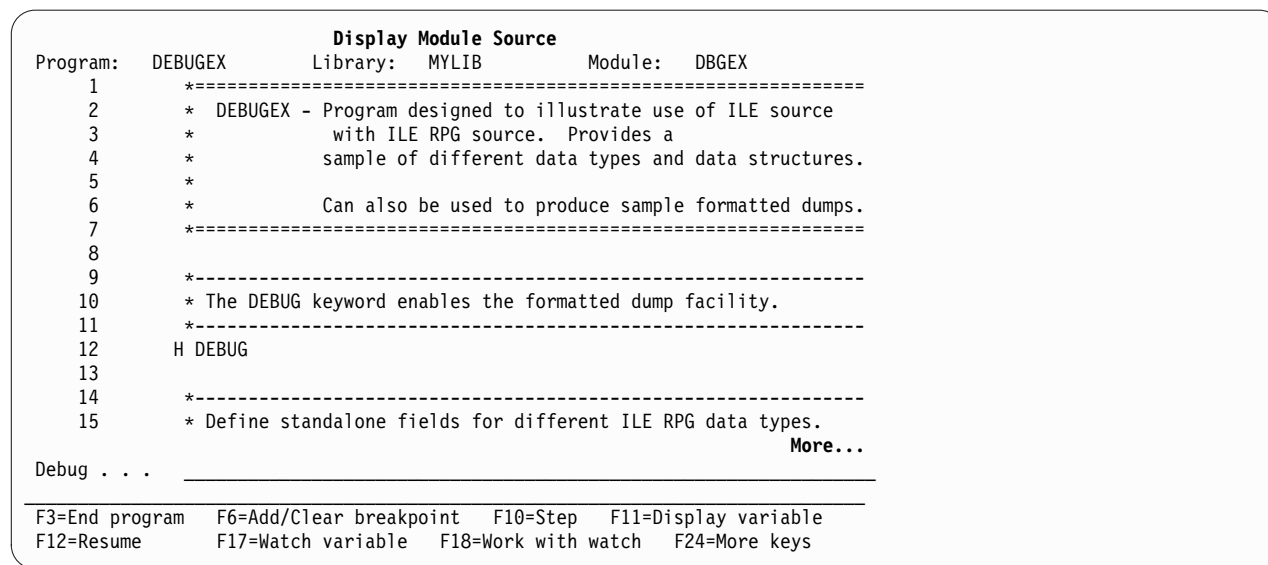 Display Module Source
Program:   DEBUGEX        Library:   MYLIB          Module:   DBGEX
1         *===============================================================
2         *  DEBUGEX - Program designed to illustrate use of ILE source
3         *             with ILE RPG source.  Provides a
4         *            sample of different data types and data structures.
5         *
6         *            Can also be used to produce sample formatted dumps.
7         *===============================================================
8
9         *---------------------------------------------------------------
10         * The DEBUG keyword enables the formatted dump facility.
11         *---------------------------------------------------------------
12        H DEBUG
13
14         *---------------------------------------------------------------
15         * Define standalone fields for different ILE RPG data types.
More...
Debug . . .   _________________________________________________________________
F3=End program   F6=Add/Clear breakpoint   F10=Step   F11=Display variable
F12=Resume       F17=Watch variable   F18=Work with watch   F24=More keys